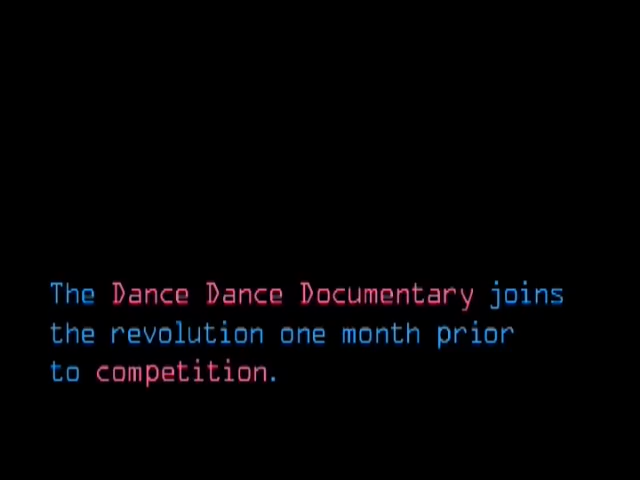 The Dance Dance Documentary joins
the revolution one month prior
to competition.